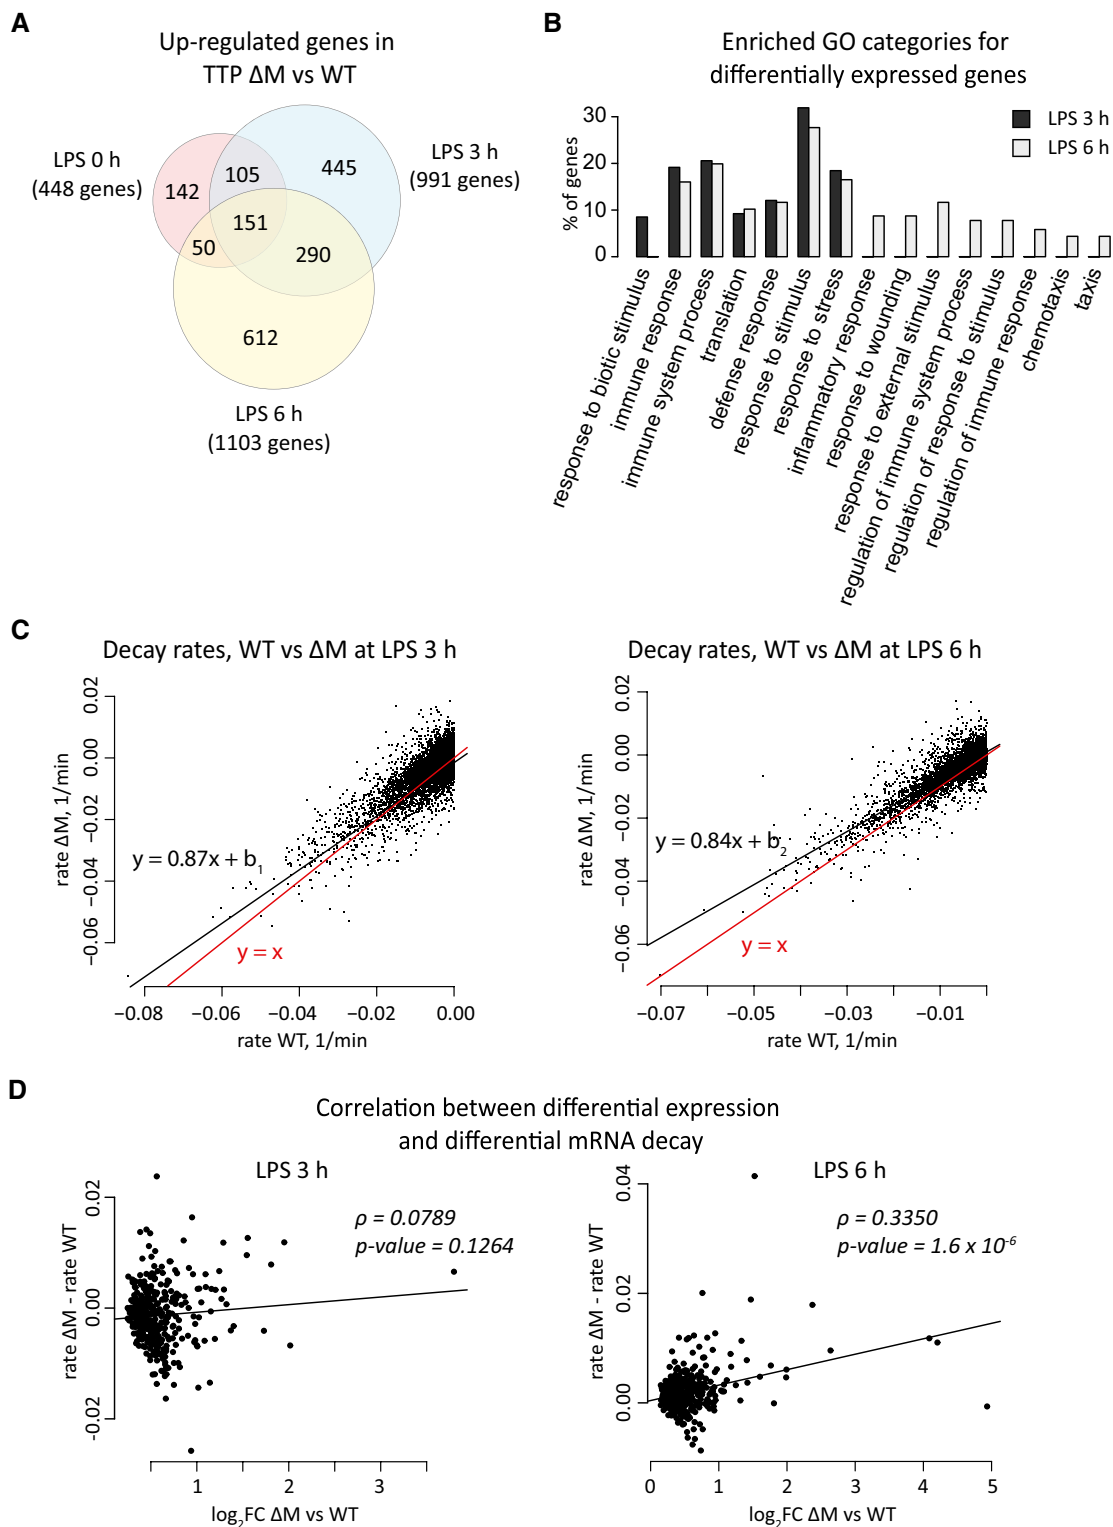 A
Up-regulated genes in
TTP ΔM vs WT
LPS 0 h
(448 genes)
LPS 3 h
(991 genes)
142
105
445
151
50
290
612
LPS 6 h
(1103 genes)
B
Enriched GO categories for
differentially expressed genes
LPS 3 h
LPS 6 h
% of genes
30
20
10
0
response to biotic stimulus
immune response
immune system process
translation
defense response
response to stimulus
response to stress
inflammatory response
response to wounding
response to external stimulus
regulation of immune system process
regulation of response to stimulus
regulation of immune response
chemotaxis
taxis
C
Decay rates, WT vs ΔM at LPS 3 h
rate ΔM, 1/min
0.02
0.00
−0.02
−0.04
−0.06
y = 0.87x + b₁
y = x
−0.08 −0.06 −0.04 −0.02 0.00
rate WT, 1/min
Decay rates, WT vs ΔM at LPS 6 h
rate ΔM, 1/min
0.02
0.00
−0.02
−0.04
−0.06
y = 0.84x + b₂
y = x
−0.07 −0.05 −0.03 −0.01
rate WT, 1/min
D
Correlation between differential expression
and differential mRNA decay
LPS 3 h
rate ΔM - rate WT
0.02
0.00
-0.02
ρ = 0.0789
p-value = 0.1264
1 2 3
log₂FC ΔM vs WT
LPS 6 h
rate ΔM - rate WT
0.04
0.02
0.00
ρ = 0.3350
p-value = 1.6 x 10⁻⁶
0 1 2 3 4 5
log₂FC ΔM vs WT